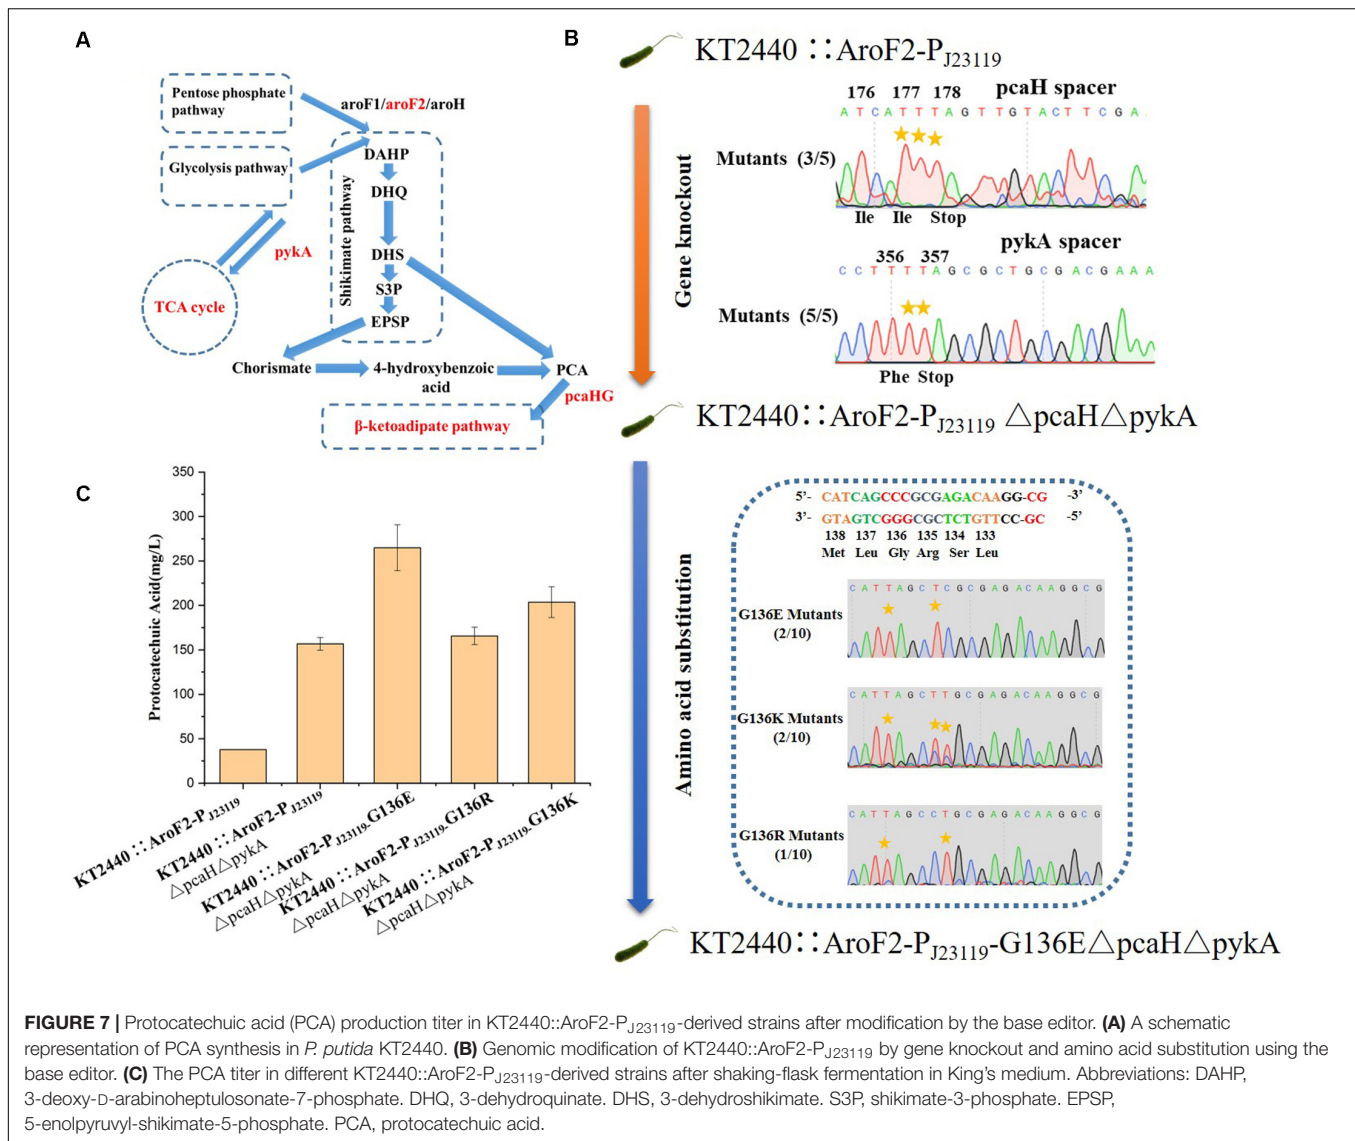 A
Pentose phosphate
pathway
aroF1/aroF2/aroH
Glycolysis pathway
Shikimate pathway
DAHP
DHQ
DHS
S3P
EPSP
pykA
TCA cycle
Chorismate
4-hydroxybenzoic
acid
PCA
pcaHG
β-ketoadipate pathway
B
KT2440 ∷AroF2-PJ23119
Gene knockout
176 177 178 pcaH spacer
A T C A T T T A G T T G T A C T T C G A
Mutants (3/5)
Ile Ile Stop
pykA spacer
356 357
C C T T T T A G C G C T G C G A C G A A A
Mutants (5/5)
Phe Stop
KT2440∷AroF2-PJ23119 △pcaH△pykA
Amino acid substitution
5'- CATCAGCCCGCGAGACAAGG-CG -3'
3'- GTAGTCGGGCGCTCTGTTCC-GC -5'
138 137 136 135 134 133
Met Leu Gly Arg Ser Leu
C A T T A G C T C G C G A G A C A A G G C G
G136E Mutants
(2/10)
C A T T A G C T T G C G A G A C A A G G C G
G136K Mutants
(2/10)
C A T T A G C C T G C G A G A C A A G G C G
G136R Mutants
(1/10)
KT2440∷AroF2-PJ23119-G136E△pcaH△pykA
C
Protocatechuic Acid(mg/L)
350
300
250
200
150
100
50
0
KT2440∷AroF2-PJ23119
KT2440∷AroF2-PJ23119
△pcaH△pykA
KT2440∷AroF2-PJ23119-G136E
△pcaH△pykA
KT2440∷AroF2-PJ23119-G136R
△pcaH△pykA
KT2440∷AroF2-PJ23119-G136K
△pcaH△pykA
FIGURE 7 | Protocatechuic acid (PCA) production titer in KT2440::AroF2-PJ23119-derived strains after modification by the base editor. (A) A schematic
representation of PCA synthesis in P. putida KT2440. (B) Genomic modification of KT2440::AroF2-PJ23119 by gene knockout and amino acid substitution using the
base editor. (C) The PCA titer in different KT2440::AroF2-PJ23119-derived strains after shaking-flask fermentation in King's medium. Abbreviations: DAHP,
3-deoxy-D-arabinoheptulosonate-7-phosphate. DHQ, 3-dehydroquinate. DHS, 3-dehydroshikimate. S3P, shikimate-3-phosphate. EPSP,
5-enolpyruvyl-shikimate-5-phosphate. PCA, protocatechuic acid.